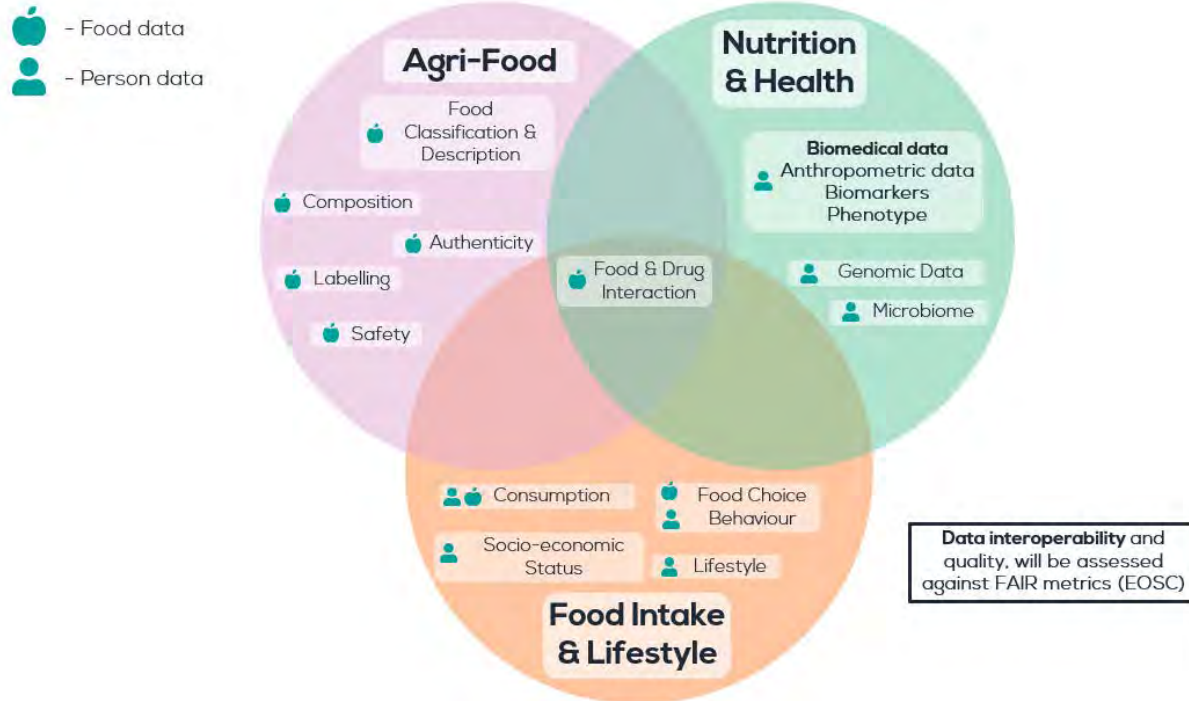 - Food data
- Person data
Agri-Food
Food
Classification &
Description
Composition
Authenticity
Labelling
Safety
Nutrition
& Health
Biomedical data
Anthropometric data
Biomarkers
Phenotype
Genomic Data
Microbiome
Food & Drug
Interaction
Consumption
Food Choice
Behaviour
Socio-economic
Status
Lifestyle
Food Intake
& Lifestyle
Data interoperability and
quality, will be assessed
against FAIR metrics (EOSC)